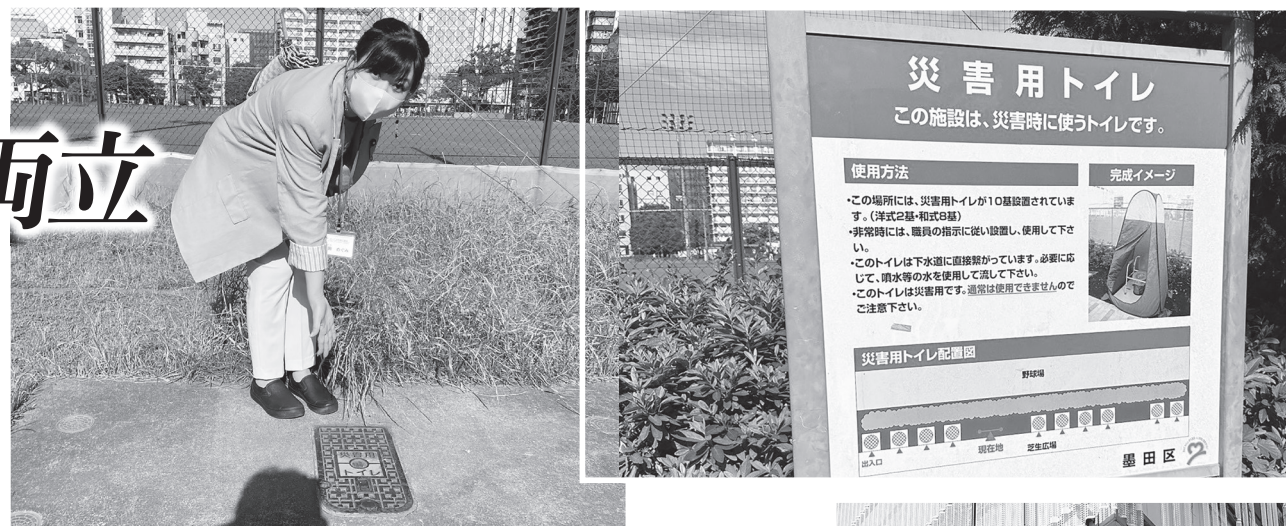 両立
災害用
トイレ
災害用トイレ
この施設は、災害時に使うトイレです。
使用方法
・この場所には、災害用トイレが10基設置されていま
す。(洋式2基・和式8基)
・非常時には、職員の指示に従い設置し、使用して下さ
い。
・このトイレは下水道に直接繋がっています。必要に応
じて、噴水等の水を使用して流して下さい。
・このトイレは災害用です。通常は使用できませんので
ご注意下さい。
完成イメージ
災害用トイレ配置図
野球場
出入口
現在地
芝生広場
墨田区